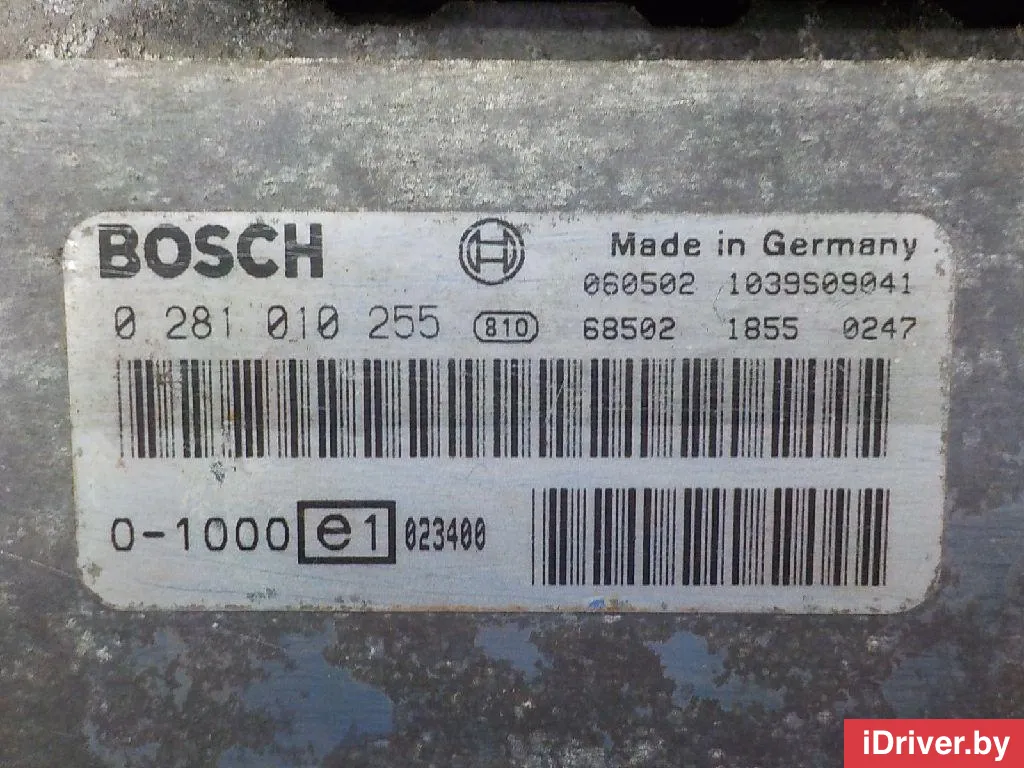 BOSCH Made in Germany
060502 1039S09041
0 281 010 255 810 68502 1855 0247
0-1000 e1 023400
iDriver.by